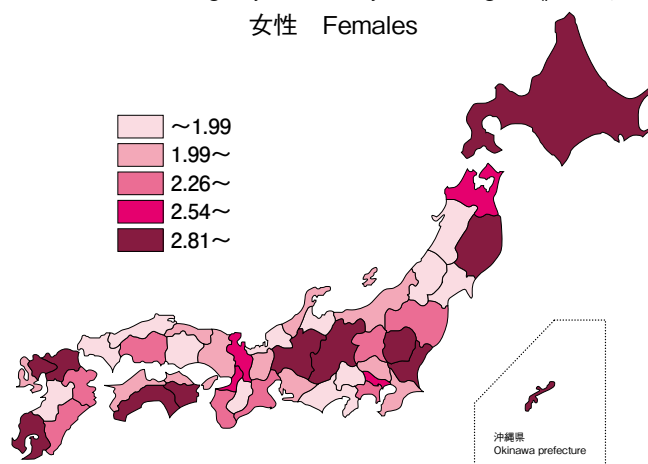 女性 Females
～1.99
1.99～
2.26～
2.54～
2.81～
沖縄県
Okinawa prefecture